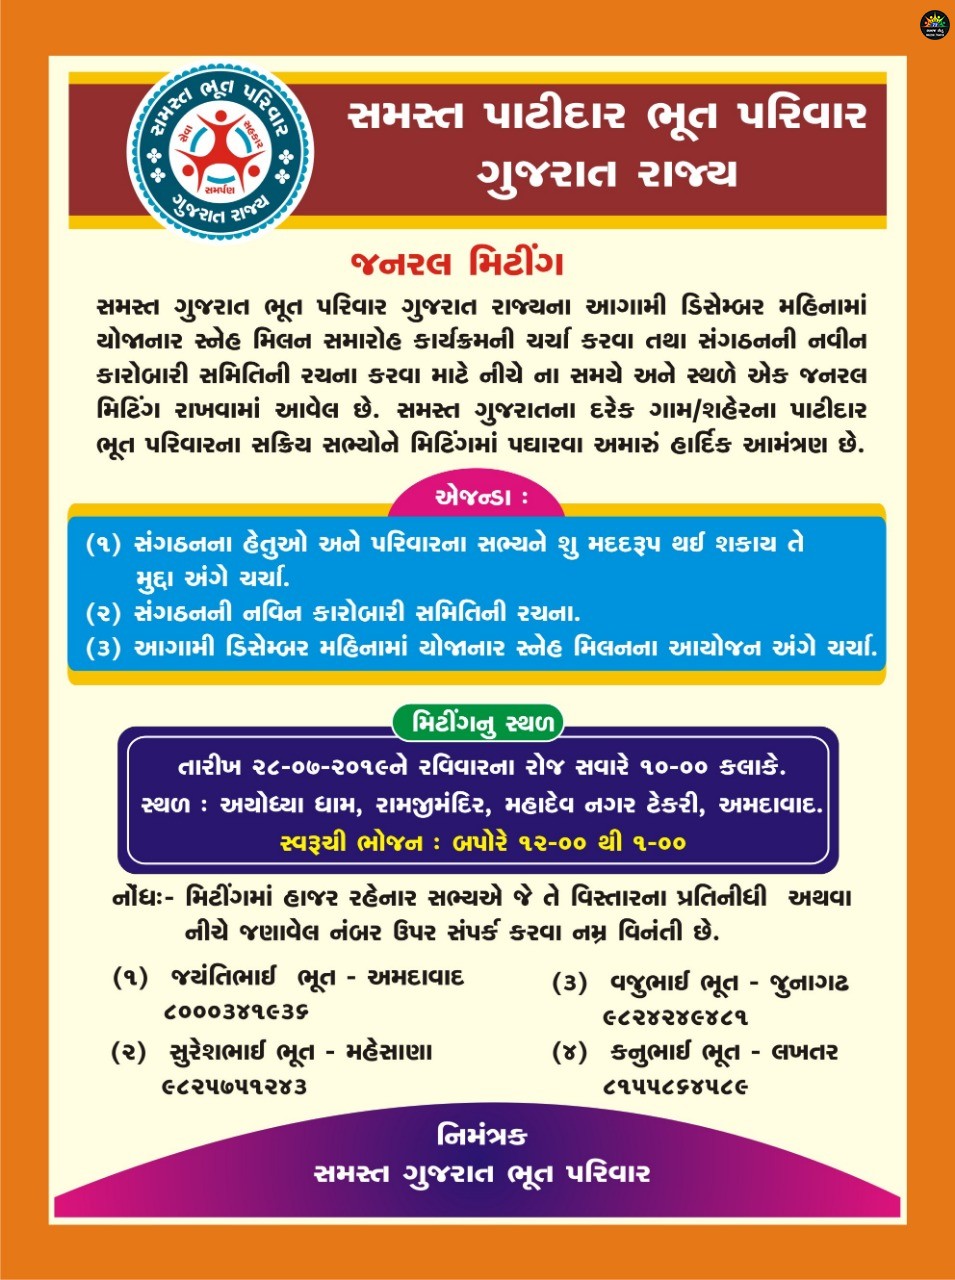 સમસ્ત ભૂત પરિવાર
સેવા
સહકાર
સમર્પણ
ગુજરાત રાજ્ય
સમસ્ત પાટીદાર ભૂત પરિવાર
ગુજરાત રાજ્ય
જનરલ મિટીંગ
સમસ્ત ગુજરાત ભૂત પરિવાર ગુજરાત રાજ્યના આગામી ડિસેમ્બર મહિનામાં
યોજાનાર સ્નેહ મિલન સમારોહ કાર્યક્રમની ચર્ચા કરવા તથા સંગઠનની નવીન
કારોબારી સમિતિની રચના કરવા માટે નીચે ના સમયે અને સ્થળે એક જનરલ
મિટિંગ રાખવામાં આવેલ છે. સમસ્ત ગુજરાતના દરેક ગામ/શહેરના પાટીદાર
ભૂત પરિવારના સક્રિય સભ્યોને મિટિંગમાં પધારવા અમારું હાર્દિક આમંત્રણ છે.
એજન્ડા :
(૧) સંગઠનના હેતુઓ અને પરિવારના સભ્યને શુ મદદરૂપ થઈ શકાય તે
મુદ્દા અંગે ચર્ચા.
(૨) સંગઠનની નવિન કારોબારી સમિતિની રચના.
(૩) આગામી ડિસેમ્બર મહિનામાં યોજાનાર સ્નેહ મિલનના આયોજન અંગે ચર્ચા.
મિટીંગનુ સ્થળ
તારીખ ૨૮-૦૭-૨૦૧૯ને રવિવારના રોજ સવારે ૧૦-૦૦ કલાકે.
સ્થળ : અયોધ્યા ધામ, રામજીમંદિર, મહાદેવ નગર ટેકરી, અમદાવાદ.
સ્વરૂચી ભોજન : બપોરે ૧૨-૦૦ થી ૧-૦૦
નોંધઃ- મિટીંગમાં હાજર રહેનાર સભ્યએ જે તે વિસ્તારના પ્રતિનીધી અથવા
નીચે જણાવેલ નંબર ઉપર સંપર્ક કરવા નમ્ર વિનંતી છે.
(૧) જયંતિભાઈ ભૂત - અમદાવાદ
૮૦૦૦૩૪૧૯૩૬
(૨) સુરેશભાઈ ભૂત - મહેસાણા
૯૮૨૫૭૫૧૨૪૩
(૩) વજુભાઈ ભૂત - જુનાગઢ
૯૮૨૪૨૪૯૪૮૧
(૪) કનુભાઈ ભૂત - લખતર
૮૧૫૫૮૬૪૫૮૯
નિમંત્રક
સમસ્ત ગુજરાત ભૂત પરિવાર